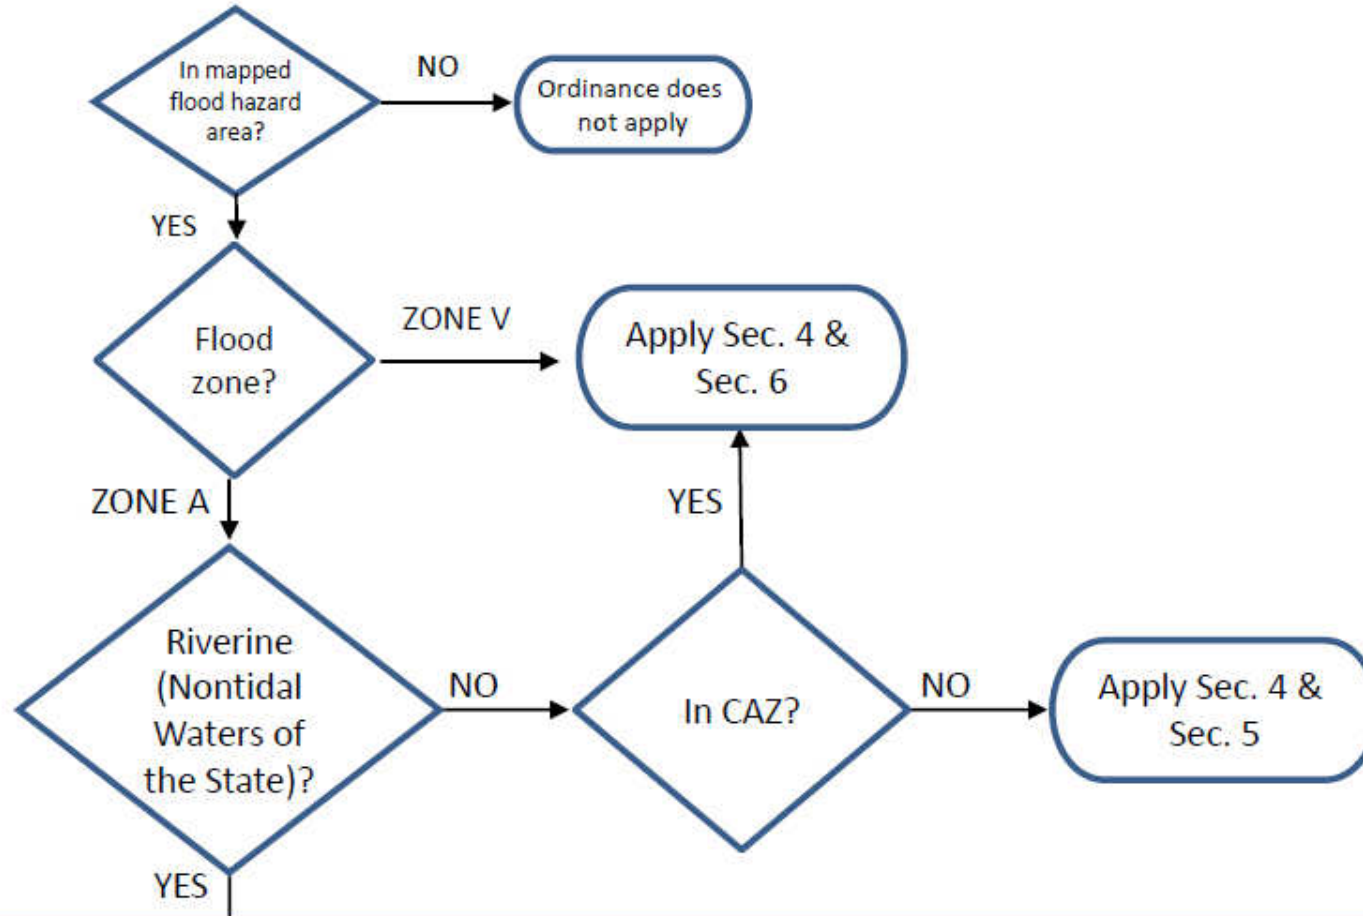 In mapped
flood hazard
area?
NO
Ordinance does
not apply
YES
Flood
zone?
ZONE V
Apply Sec. 4 &
Sec. 6
ZONE A
YES
Riverine
(Nontidal
Waters of
the State)?
NO
In CAZ?
NO
Apply Sec. 4 &
Sec. 5
YES